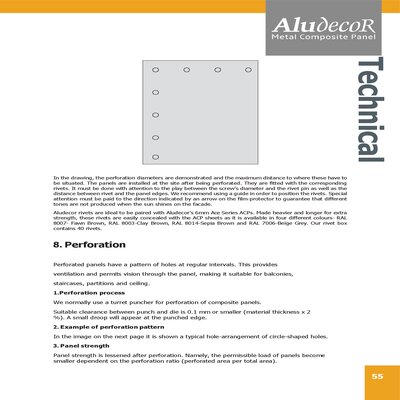 AludecoR
Metal Composite Panel
Technical
In the drawing, the perforation diameters are demonstrated and the maximum distance to where these have to
be situated. The panels are installed at the site after being perforated. They are fitted with the corresponding
rivets. It must be done with attention to the play between the screw's diameter and the rivet pin as well as the
distance between rivet and the panel edges. We recommend using a guide in order to position the rivets. Special
attention must be paid to the direction indicated by an arrow on the film protector to guarantee that different
tones are not produced when the sun shines on the facade.
Aludecor rivets are ideal to be paired with Aludecor's 6mm Ace Series ACPs. Made heavier and longer for extra
strength, these rivets are easily concealed with the ACP sheets as it is available in four different colours- RAL
8007- Fawn Brown, RAL 8003-Clay Brown, RAL 8014-Sepia Brown and RAL 7006-Beige Grey. Our rivet box
contains 40 rivets.
8. Perforation
Perforated panels have a pattern of holes at regular intervals. This provides
ventilation and permits vision through the panel, making it suitable for balconies,
staircases, partitions and ceiling.
1.Perforation process
We normally use a turret puncher for perforation of composite panels.
Suitable clearance between punch and die is 0.1 mm or smaller (material thickness x 2
%). A small droop will appear at the punched corner.
2. Example of perforation pattern
In the image on the next page it is shown a typical hole-arrangement of circle-shaped holes.
3. Panel strength
Panel strength is lessened after perforation. Namely, the permissible load of panels become
smaller dependent on the perforation ratio (perforated area per total area).
55